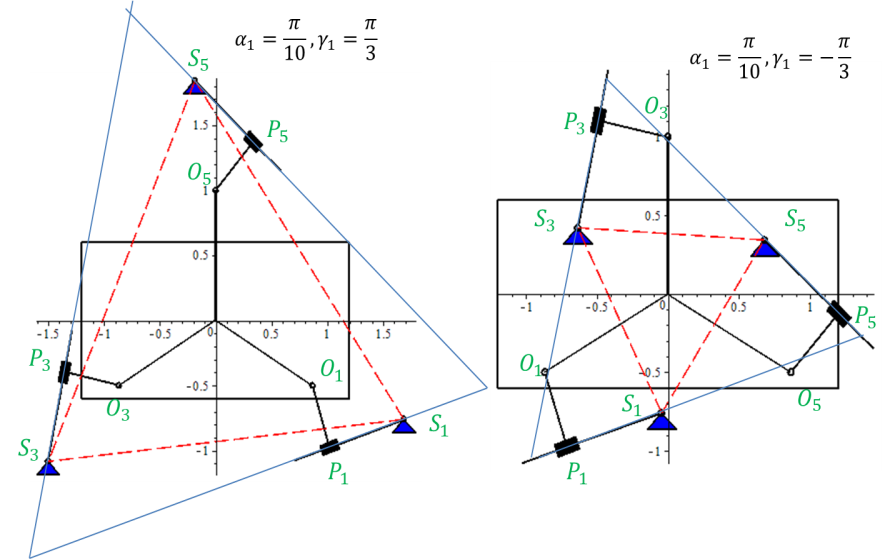 α₁ = π/10 , γ₁ = π/3
S₅
1.5
P₅
O₅
1
0.5
-1.5 -1 -0.5 0 0.5 1 1.5
P₃
O₃
-0.5
O₁
S₃
-1
P₁
S₁
α₁ = π/10 , γ₁ = −π/3
P₃
O₃
1
S₃
0.5
S₅
-1 -0.5 0. 0.5 1
P₅
O₁
-0.5
O₅
S₁
P₁
-1